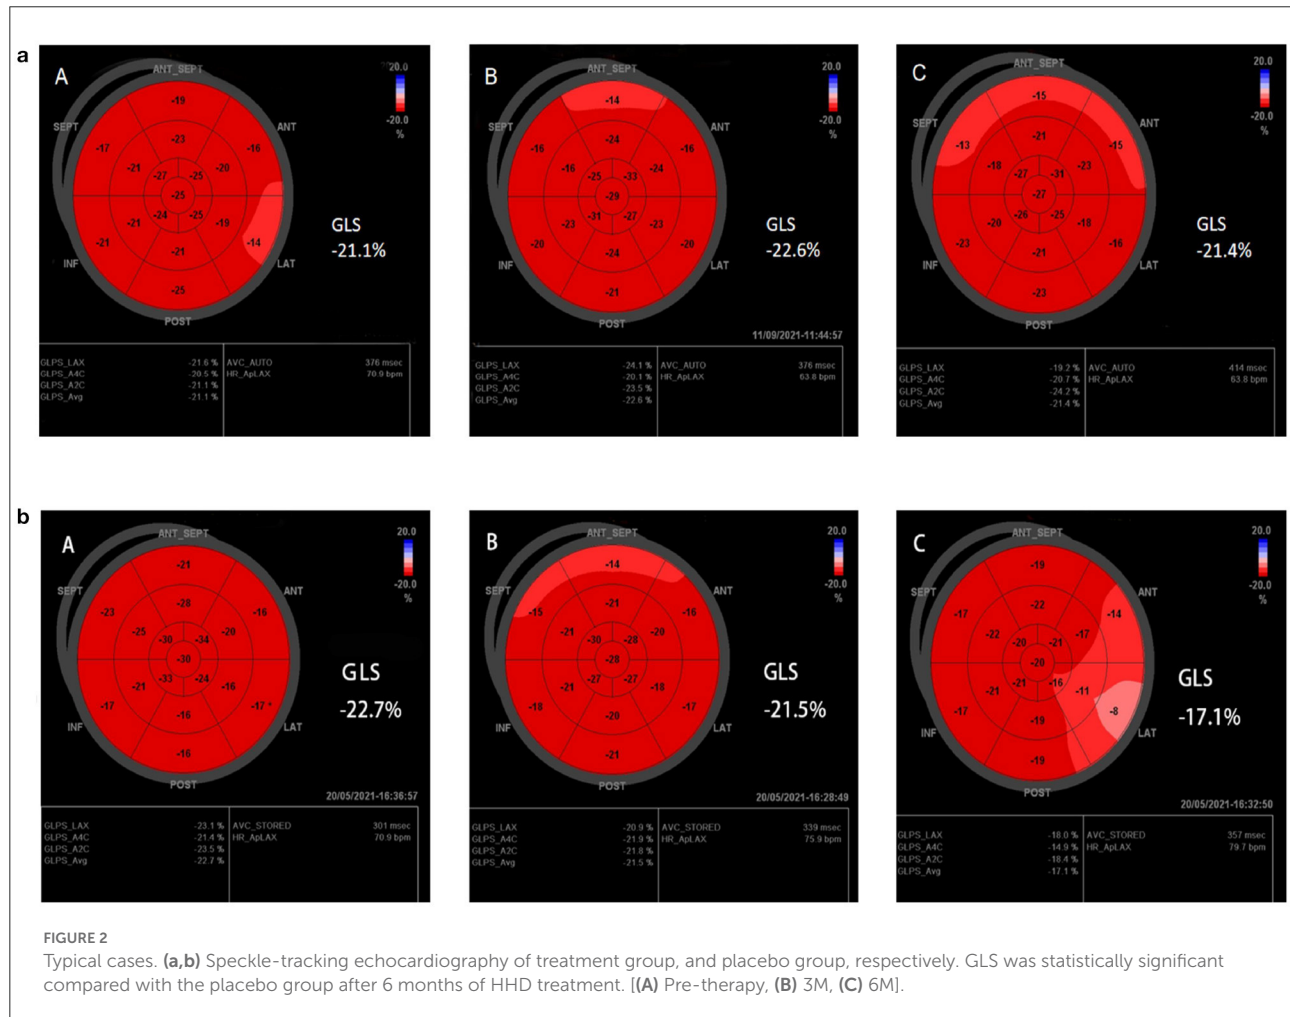 a
A
ANT_SEPT
20.0
-20.0
%
SEPT
ANT
-19
-17
-23
-16
-21
-20
-27
-25
-25
-24
-25
-21
-19
-21
-14
-21
-25
INF
LAT
POST
GLS
-21.1%
GLPS_LAX -21.6 % AVC_AUTO 376 msec
GLPS_A4C -20.5 % HR_ApLAX 70.9 bpm
GLPS_A2C -21.1 %
GLPS_Avg -21.1 %
B
ANT_SEPT
20.0
-20.0
%
SEPT
ANT
-14
-16
-24
-16
-16
-24
-25
-33
-29
-31
-27
-23
-23
-20
-24
-20
-21
INF
LAT
POST
GLS
-22.6%
11/09/2021-11:44:57
GLPS_LAX -24.1 % AVC_AUTO 376 msec
GLPS_A4C -20.1 % HR_ApLAX 63.8 bpm
GLPS_A2C -23.5 %
GLPS_Avg -22.6 %
C
ANT_SEPT
20.0
-20.0
%
SEPT
ANT
-15
-13
-21
-15
-18
-23
-27
-31
-27
-26
-25
-20
-18
-23
-27
-16
-23
INF
LAT
POST
GLS
-21.4%
GLPS_LAX -19.2 % AVC_AUTO 414 msec
GLPS_A4C -20.7 % HR_ApLAX 63.8 bpm
GLPS_A2C -24.2 %
GLPS_Avg -21.4 %
b
A
ANT_SEPT
20.0
-20.0
%
SEPT
ANT
-21
-23
-28
-16
-25
-20
-30
-34
-30
-33
-24
-21
-16
-17
-16
-17
-16
INF
LAT
POST
GLS
-22.7%
20/05/2021-16:36:57
GLPS_LAX -23.1 % AVC_STORED 301 msec
GLPS_A4C -21.4 % HR_ApLAX 70.9 bpm
GLPS_A2C -23.5 %
GLPS_Avg -22.7 %
B
ANT_SEPT
20.0
-20.0
%
SEPT
ANT
-14
-15
-21
-16
-21
-20
-30
-28
-28
-27
-27
-21
-18
-18
-20
-17
-21
INF
LAT
POST
GLS
-21.5%
20/05/2021-16:28:49
GLPS_LAX -20.9 % AVC_STORED 339 msec
GLPS_A4C -21.9 % HR_ApLAX 75.9 bpm
GLPS_A2C -21.8 %
GLPS_Avg -21.5 %
C
ANT_SEPT
20.0
-20.0
%
SEPT
ANT
-19
-17
-22
-14
-22
-17
-20
-21
-20
-21
-16
-21
-11
-17
-19
-8
-19
INF
LAT
POST
GLS
-17.1%
20/05/2021-16:32:50
GLPS_LAX -18.0 % AVC_STORED 357 msec
GLPS_A4C -14.9 % HR_ApLAX 79.7 bpm
GLPS_A2C -18.4 %
GLPS_Avg -17.1 %
FIGURE 2
Typical cases. (a,b) Speckle-tracking echocardiography of treatment group, and placebo group, respectively. GLS was statistically significant
compared with the placebo group after 6 months of HHD treatment. [(A) Pre-therapy, (B) 3M, (C) 6M].